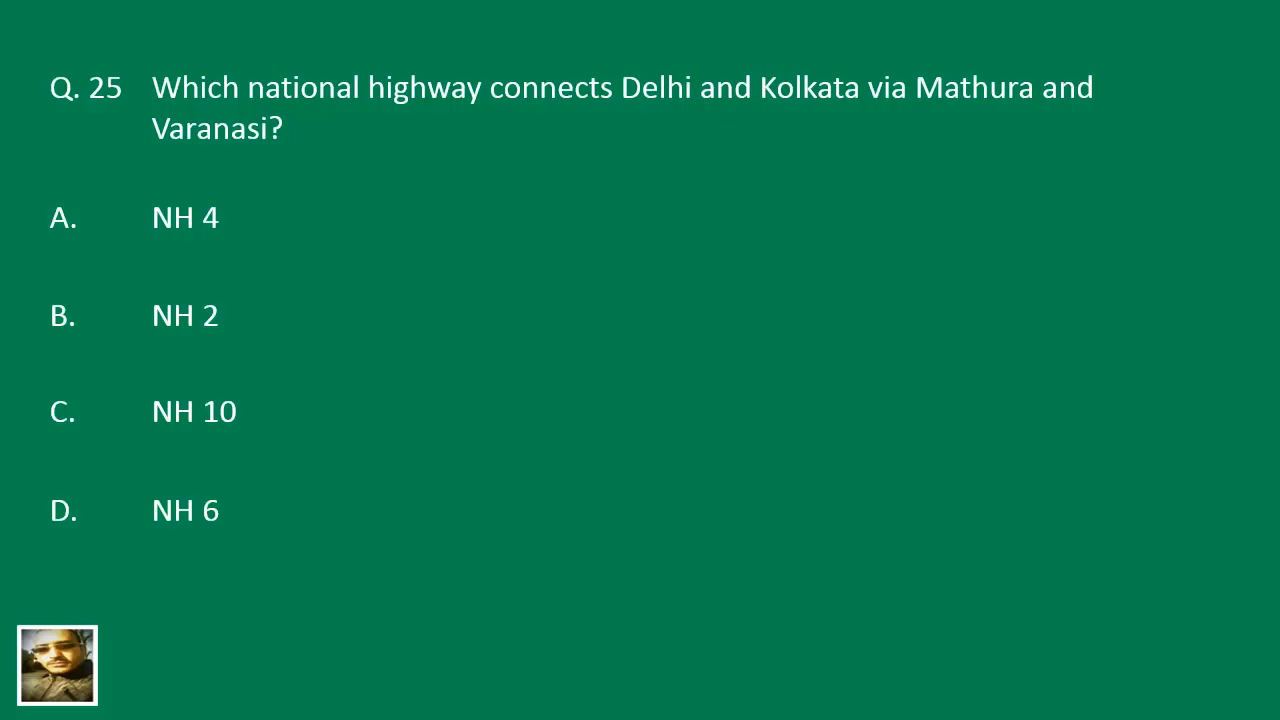 Q. 25 Which national highway connects Delhi and Kolkata via Mathura and
Varanasi?
A. NH 4
B. NH 2
C. NH 10
D. NH 6